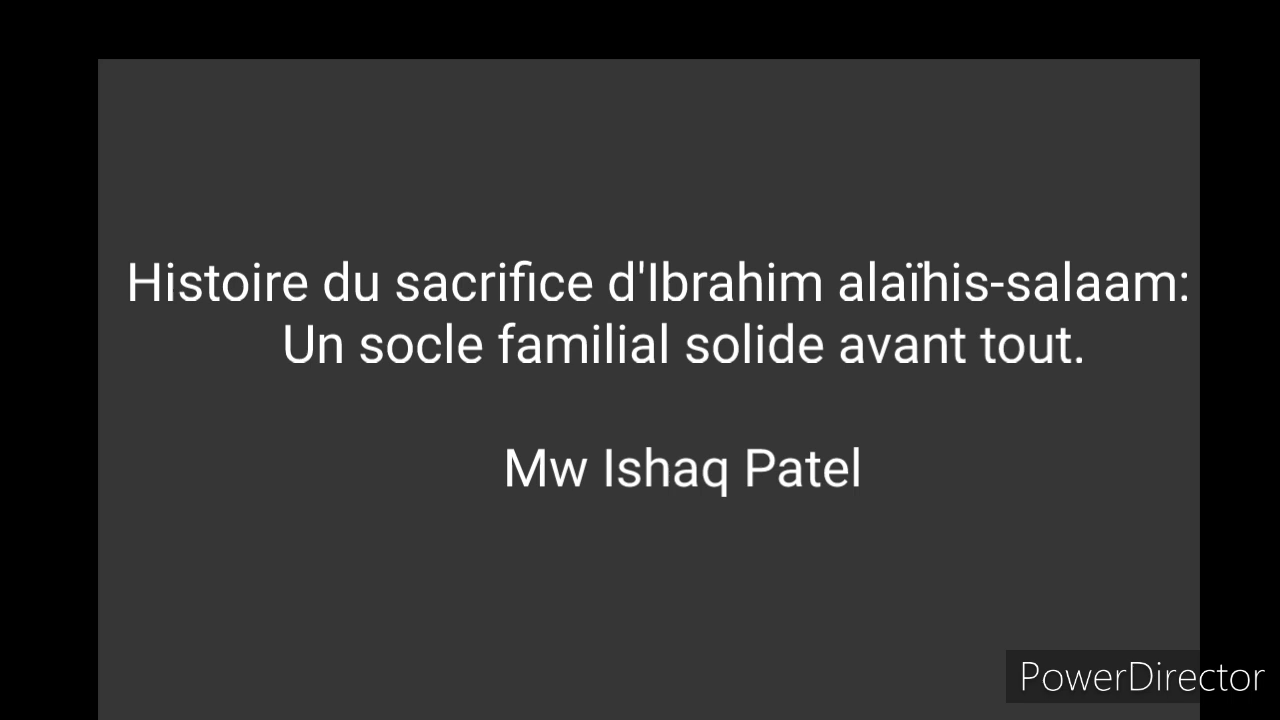 Histoire du sacrifice d'Ibrahim alaïhis-salaam:
Un socle familial solide avant tout.
Mw Ishaq Patel
PowerDirector